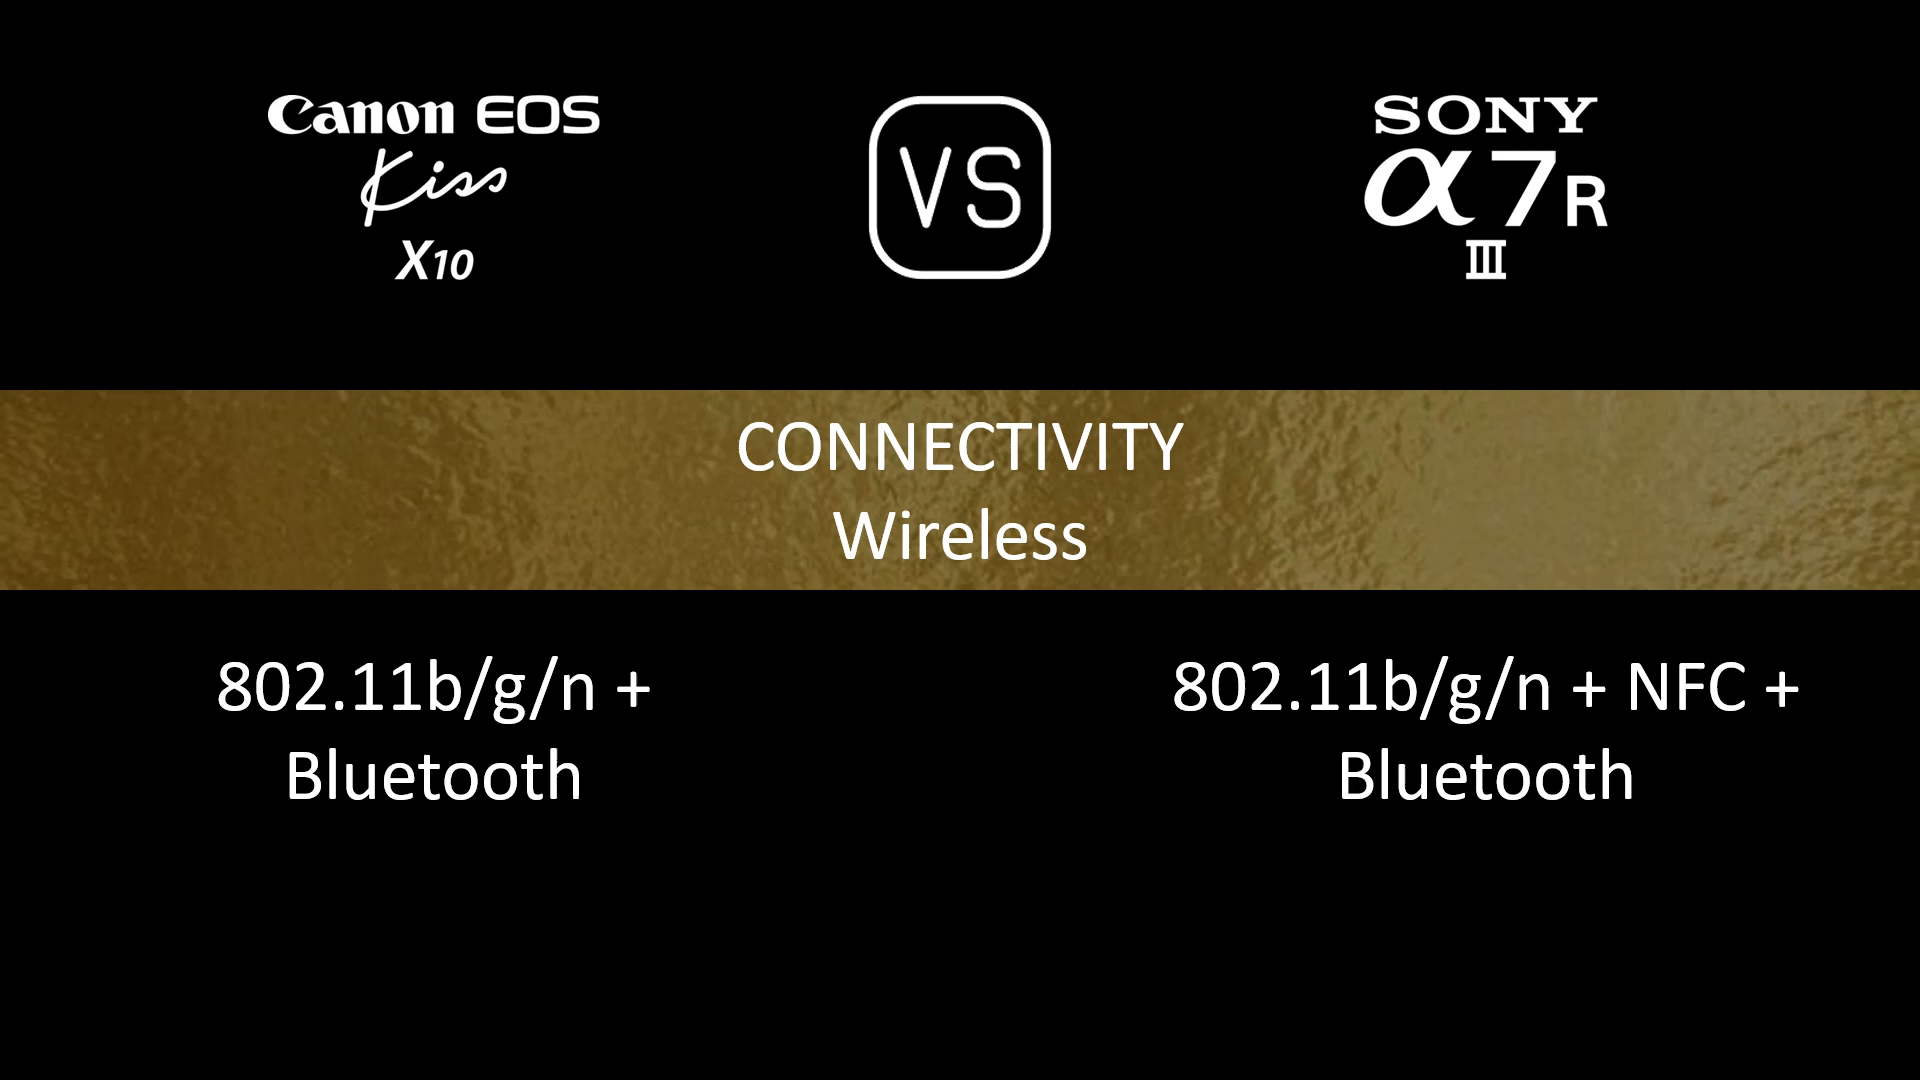 Canon EOS
Kiss
X10
VS
SONY
α7R
III
CONNECTIVITY
Wireless
802.11b/g/n +
Bluetooth
802.11b/g/n + NFC +
Bluetooth